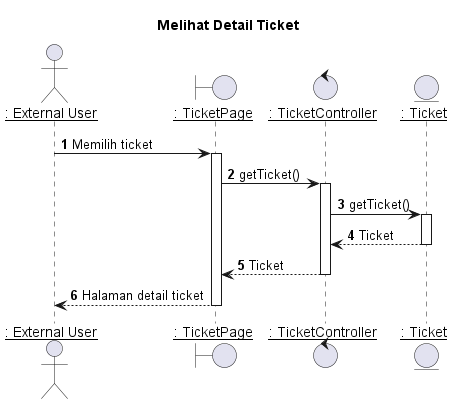 Melihat Detail Ticket
: External User
: TicketPage
: TicketController
: Ticket
1 Memilih ticket
2 getTicket()
3 getTicket()
4 Ticket
5 Ticket
6 Halaman detail ticket
: External User
: TicketPage
: TicketController
: Ticket